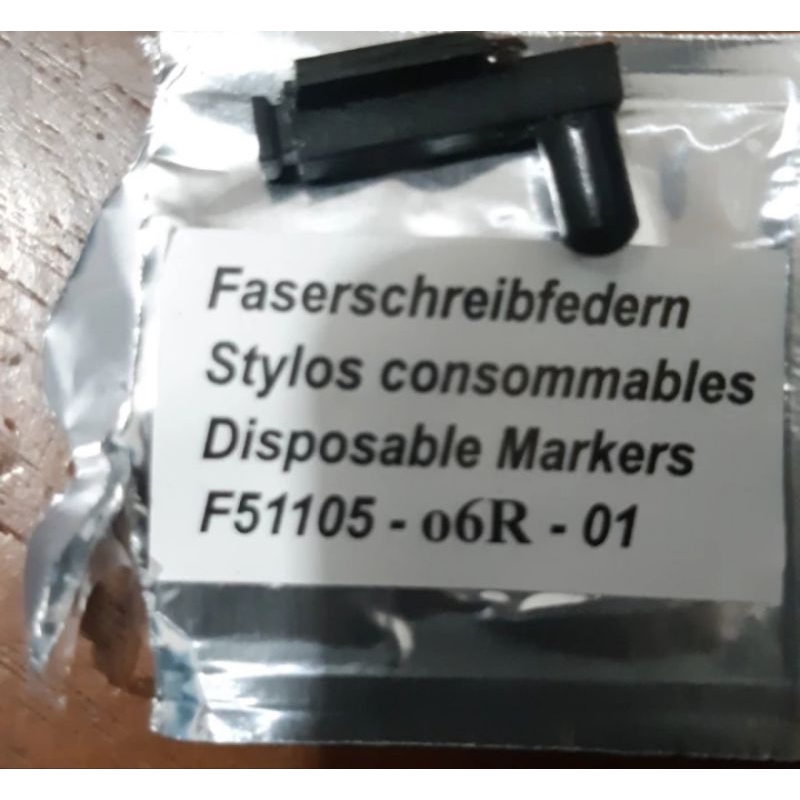 Faserschreibfedern
Stylos consommables
Disposable Markers
F51105 - o6R - 01